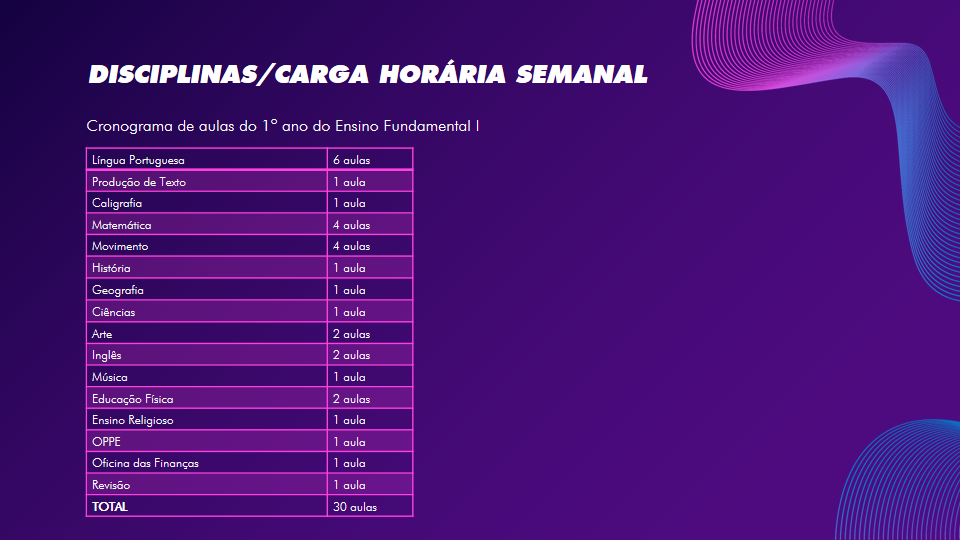 DISCIPLINAS/CARGA HORÁRIA SEMANAL
Cronograma de aulas do 1º ano do Ensino Fundamental I
Língua Portuguesa 6 aulas
Produção de Texto 1 aula
Caligrafia 1 aula
Matemática 4 aulas
Movimento 4 aulas
História 1 aula
Geografia 1 aula
Ciências 1 aula
Arte 2 aulas
Inglês 2 aulas
Música 1 aula
Educação Física 2 aulas
Ensino Religioso 1 aula
OPPE 1 aula
Oficina das Finanças 1 aula
Revisão 1 aula
TOTAL 30 aulas